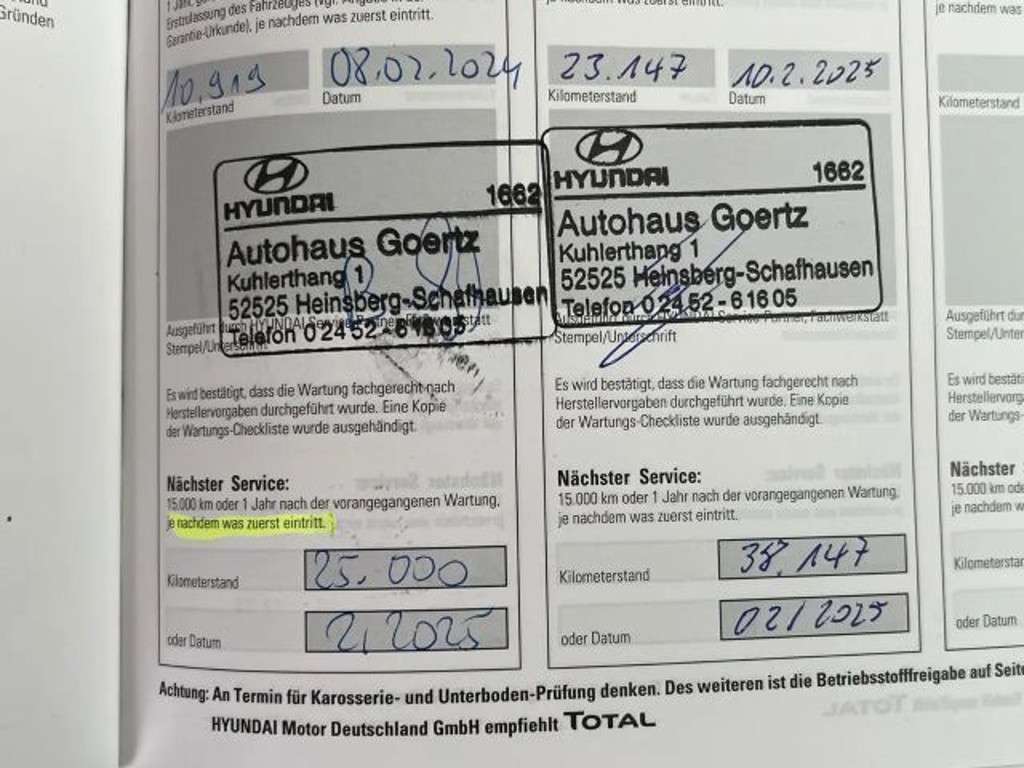 Gründen
Erstzulassung des Fahrzeuges (vgl. Angabe in der
Garantie-Urkunde), je nachdem was zuerst eintritt.
10.919
08.02.2024
Kilometerstand
Datum
HYUNDAI
1662
Autohaus Goertz
Kuhlerthang 1
52525 Heinsberg-Schafhausen
Telefon 0 24 52 - 6 16 05
Ausgeführt durch HYUNDAI Service-Partner, Fachwerkstatt
Stempel/Unterschrift
Es wird bestätigt, dass die Wartung fachgerecht nach
Herstellervorgaben durchgeführt wurde. Eine Kopie
der Wartungs-Checkliste wurde ausgehändigt.
Nächster Service:
15.000 km oder 1 Jahr nach der vorangegangenen Wartung,
je nachdem was zuerst eintritt.
Kilometerstand
25.000
oder Datum
2/2025
23.147
10.2.2025
Kilometerstand
Datum
HYUNDAI
1662
Autohaus Goertz
Kuhlerthang 1
52525 Heinsberg-Schafhausen
Telefon 0 24 52 - 6 16 05
Ausgeführt durch HYUNDAI Service-Partner, Fachwerkstatt
Stempel/Unterschrift
Es wird bestätigt, dass die Wartung fachgerecht nach
Herstellervorgaben durchgeführt wurde. Eine Kopie
der Wartungs-Checkliste wurde ausgehändigt.
Nächster Service:
15.000 km oder 1 Jahr nach der vorangegangenen Wartung,
je nachdem was zuerst eintritt.
Kilometerstand
38.147
oder Datum
02/2025
je nachdem was
Kilometerstand
Ausgeführt
Stempel/
Es wird
der Wartungs-
Nächster
15.000 km
je nachdem
Kilometerstand
oder Datum
Achtung: An Termin für Karosserie- und Unterboden-Prüfung denken. Des weiteren ist die Betriebsstofffreigabe auf Seite
HYUNDAI Motor Deutschland GmbH empfiehlt TOTAL